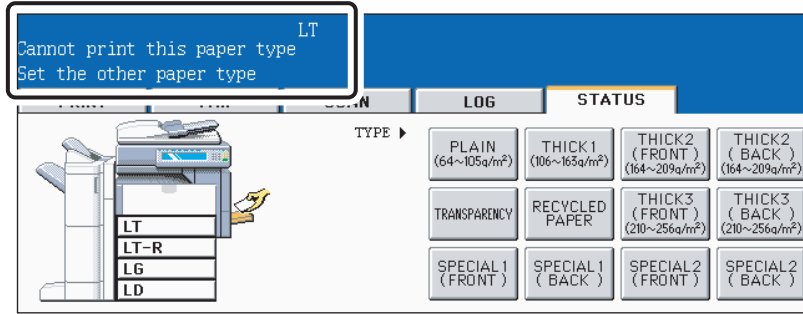 LT
Cannot print this paper type
Set the other paper type
LOG
STATUS
TYPE
PLAIN
(64~105g/m²)
THICK1
(106~163g/m²)
THICK2
(FRONT)
(164~209g/m²)
THICK2
( BACK )
(164~209g/m²)
TRANSPARENCY
RECYCLED
PAPER
THICK3
(FRONT)
(210~256g/m²)
THICK3
( BACK )
(210~256g/m²)
SPECIAL1
(FRONT)
SPECIAL1
( BACK )
SPECIAL2
(FRONT)
SPECIAL2
( BACK )
LT
LT-R
LG
LD